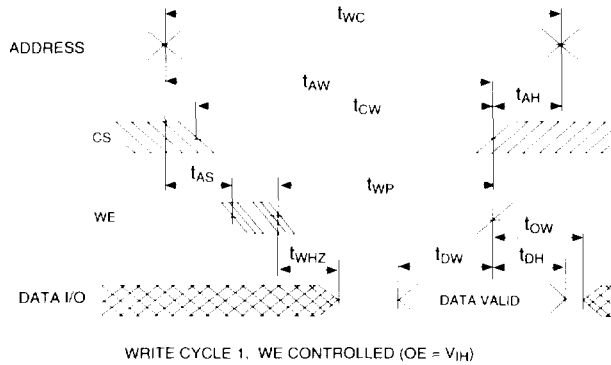 tWC
ADDRESS
tAW
tCW
tAH
CS
tAS
tWP
WE
tOW
tWHZ
tDW
tDH
DATA I/O
DATA VALID
WRITE CYCLE 1, WE CONTROLLED (OE = VIH)